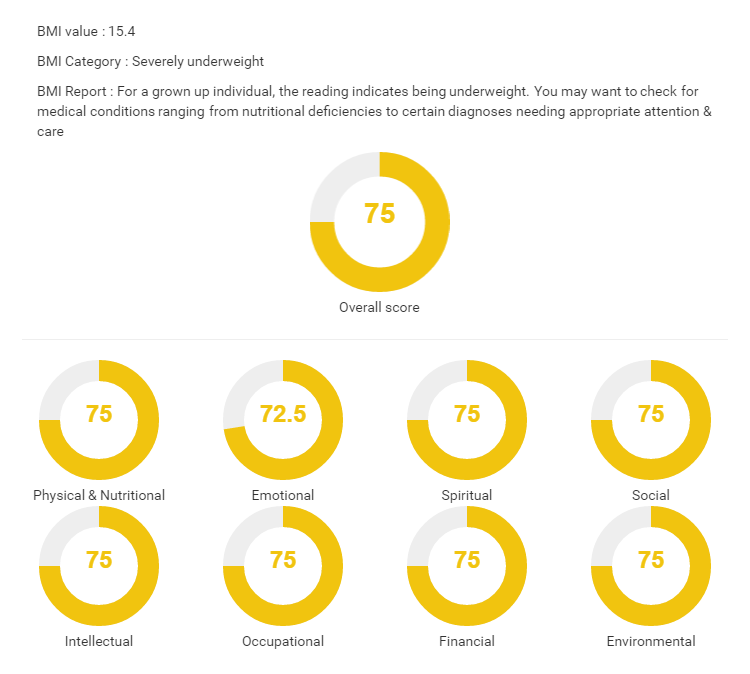 BMI value : 15.4
BMI Category : Severely underweight
BMI Report : For a grown up individual, the reading indicates being underweight. You may want to check for
medical conditions ranging from nutritional deficiencies to certain diagnoses needing appropriate attention &
care
75
Overall score
75
72.5
75
75
Physical & Nutritional
Emotional
Spiritual
Social
75
75
75
75
Intellectual
Occupational
Financial
Environmental